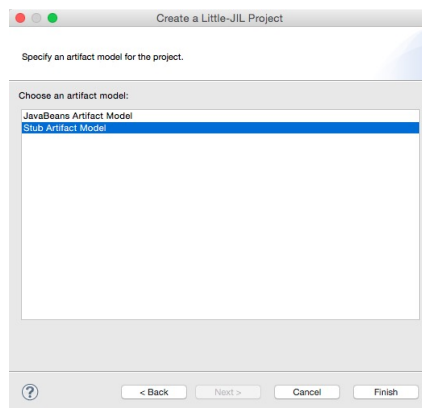 Create a Little-JIL Project
Specify an artifact model for the project.
Choose an artifact model:
JavaBeans Artifact Model
Stub Artifact Model
?
< Back
Next >
Cancel
Finish